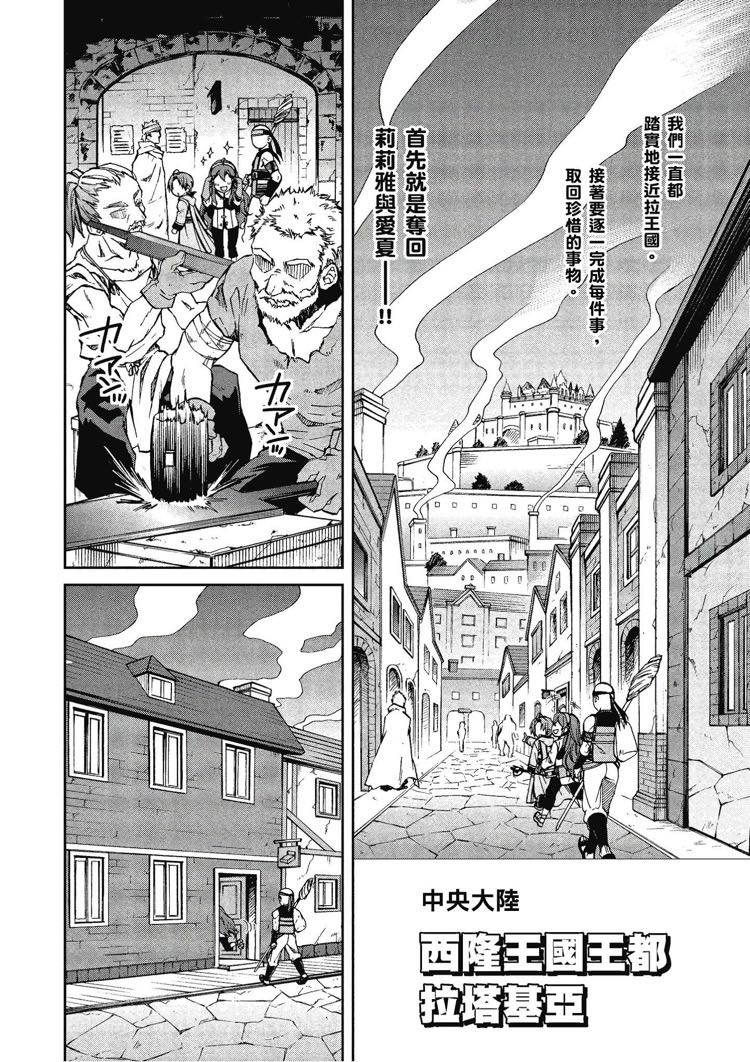 我們一直都
踏實地接近拉王國。
接著要逐一完成每件事，
取回珍惜的事物。
首先就是奪回
莉莉雅與愛夏——!!
中央大陸
西隆王國王都
拉塔基亞
カアンッ
カアンッ